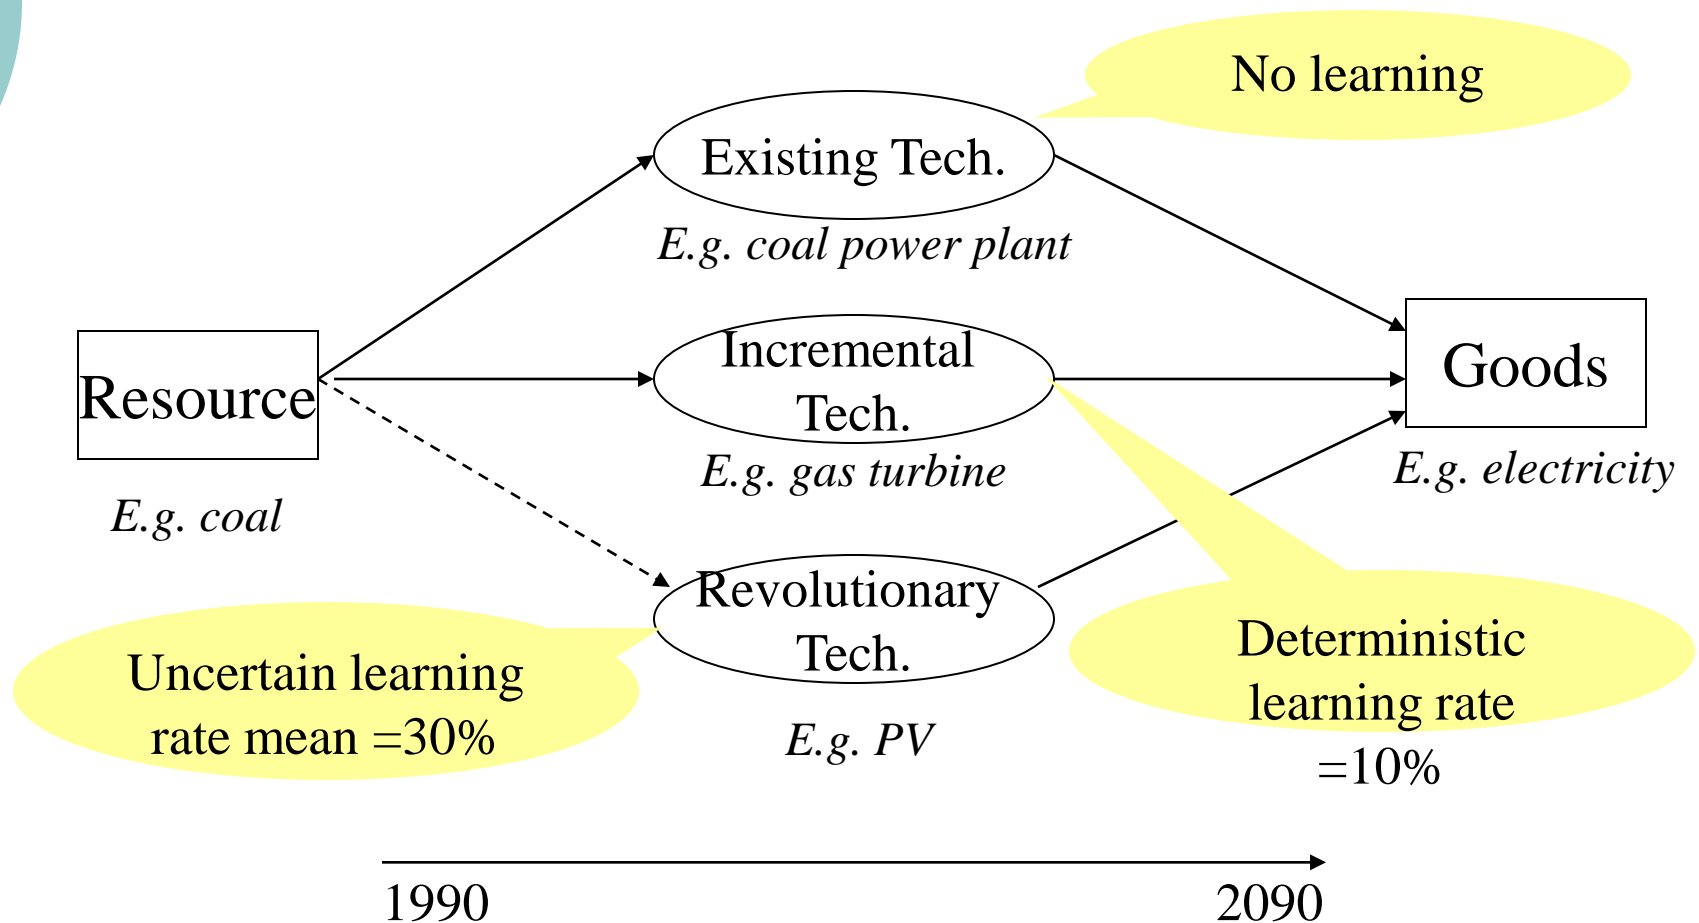 No learning
Existing Tech.
E.g. coal power plant
Resource
E.g. coal
Incremental
Tech.
E.g. gas turbine
Goods
E.g. electricity
Revolutionary
Tech.
E.g. PV
Uncertain learning
rate mean =30%
Deterministic
learning rate
=10%
1990
2090